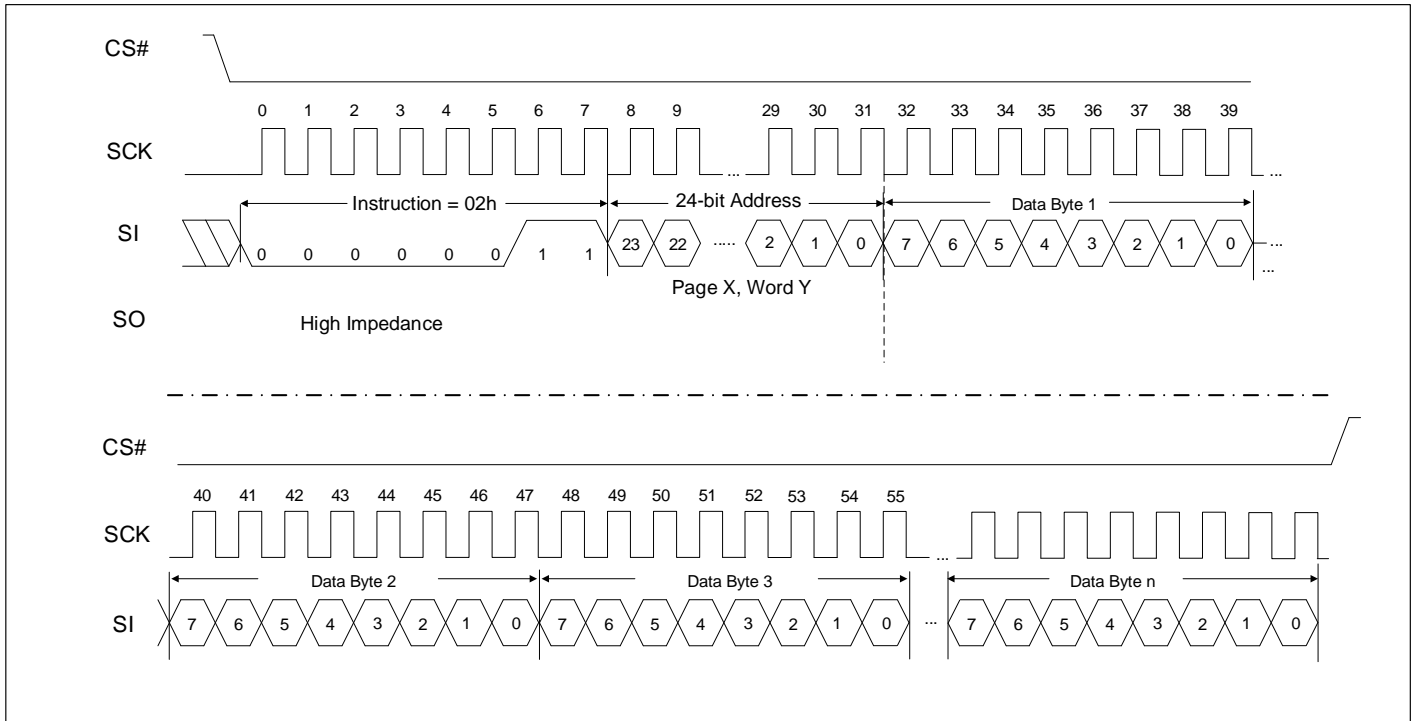 CS#
0 1 2 3 4 5 6 7 8 9 29 30 31 32 33 34 35 36 37 38 39
SCK ... ...
Instruction = 02h 24-bit Address Data Byte 1
SI 0 0 0 0 0 0 1 1 23 22 ..... 2 1 0 7 6 5 4 3 2 1 0 ...
...
Page X, Word Y
SO High Impedance
CS#
40 41 42 43 44 45 46 47 48 49 50 51 52 53 54 55
SCK ... ...
Data Byte 2 Data Byte 3 Data Byte n
SI 7 6 5 4 3 2 1 0 7 6 5 4 3 2 1 0 ... 7 6 5 4 3 2 1 0